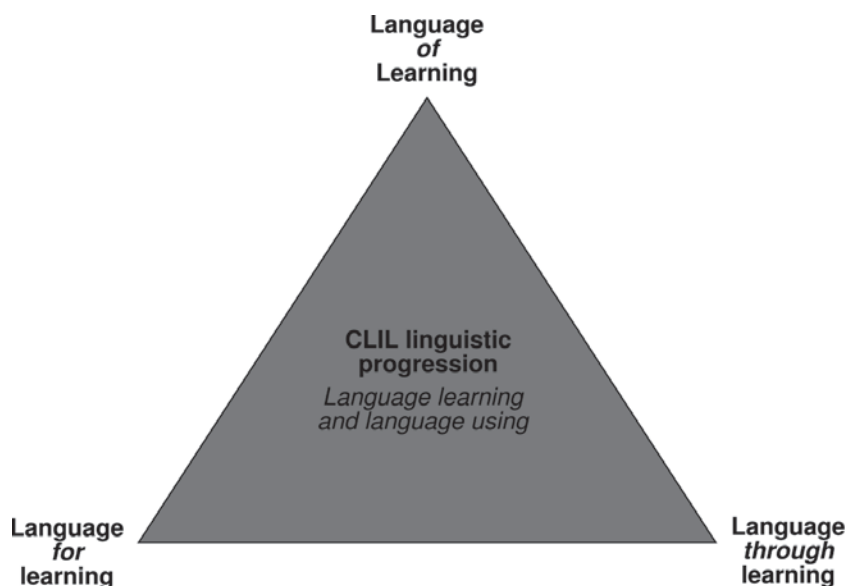 Language
of
Learning
CLIL linguistic
progression
Language learning
and language using
Language
for
learning
Language
through
learning